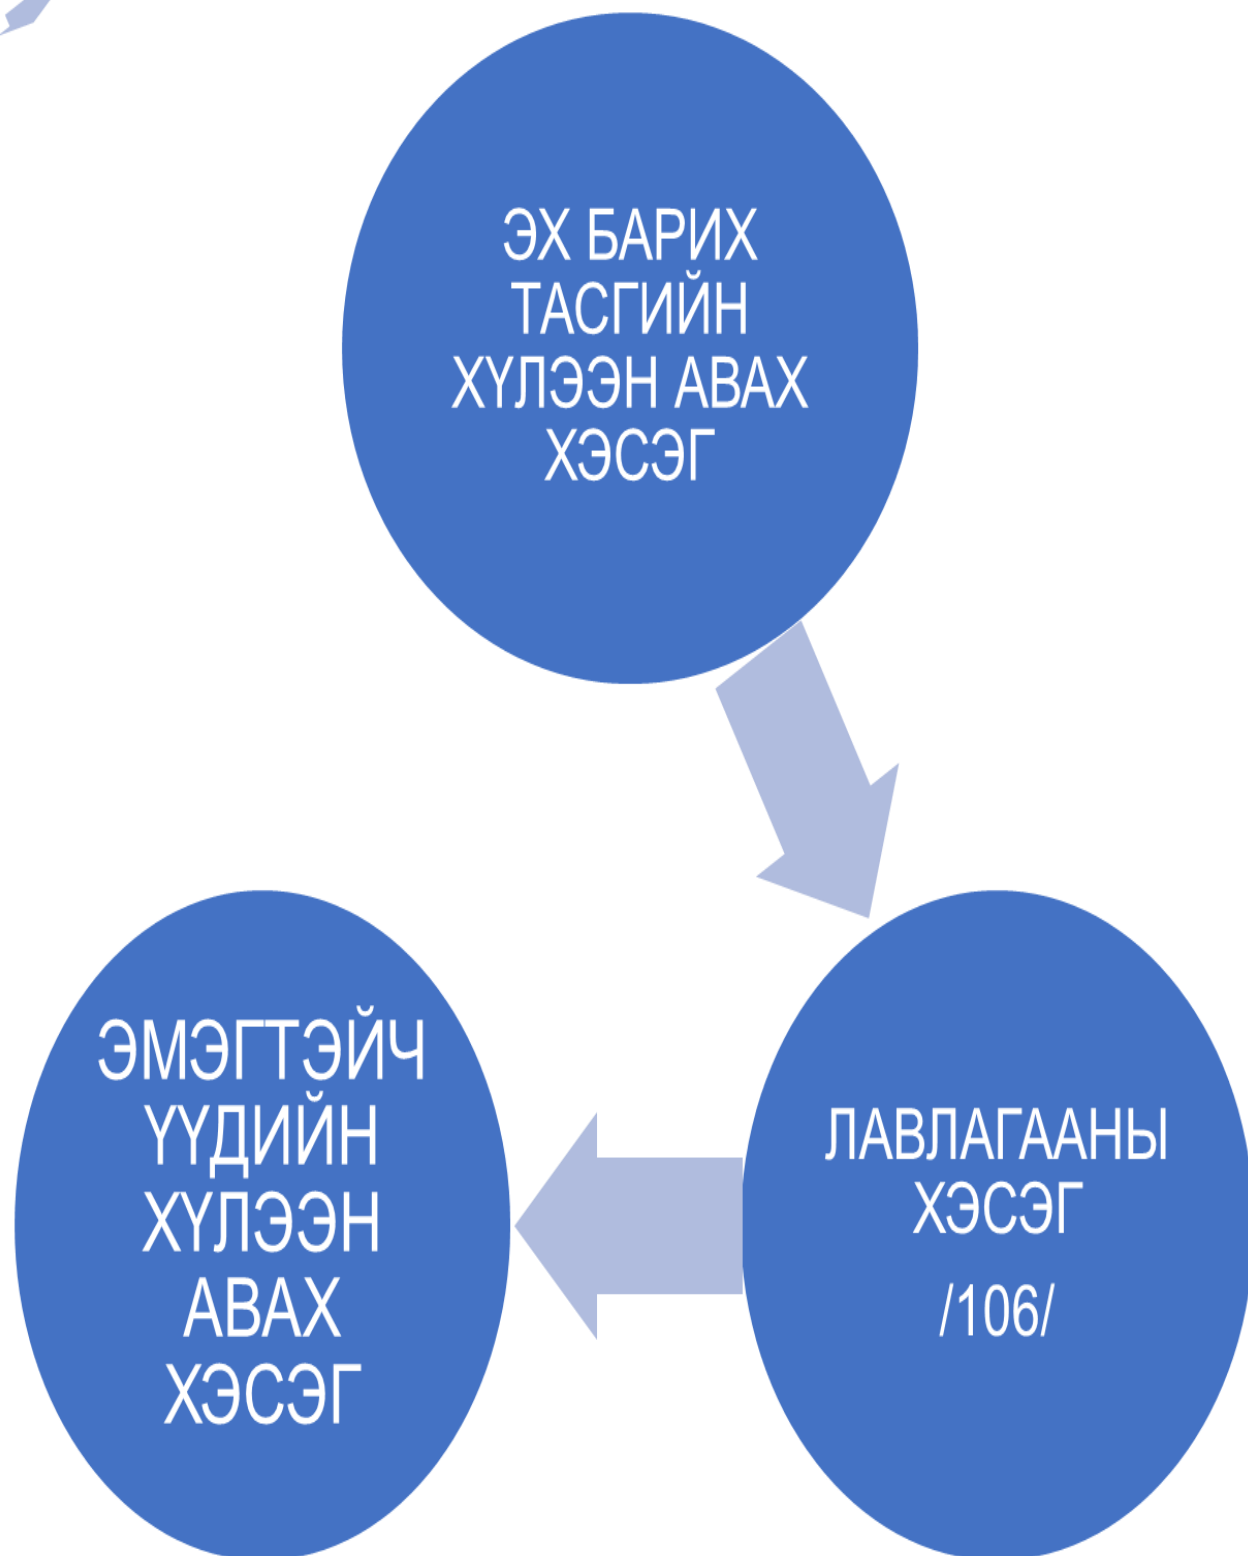 ЭХ БАРИХ
ТАСГИЙН
ХҮЛЭЭН АВАХ
ХЭСЭГ
ЭМЭГТЭЙЧ
ҮҮДИЙН
ХҮЛЭЭН
АВАХ
ХЭСЭГ
ЛАВЛАГААНЫ
ХЭСЭГ
/106/